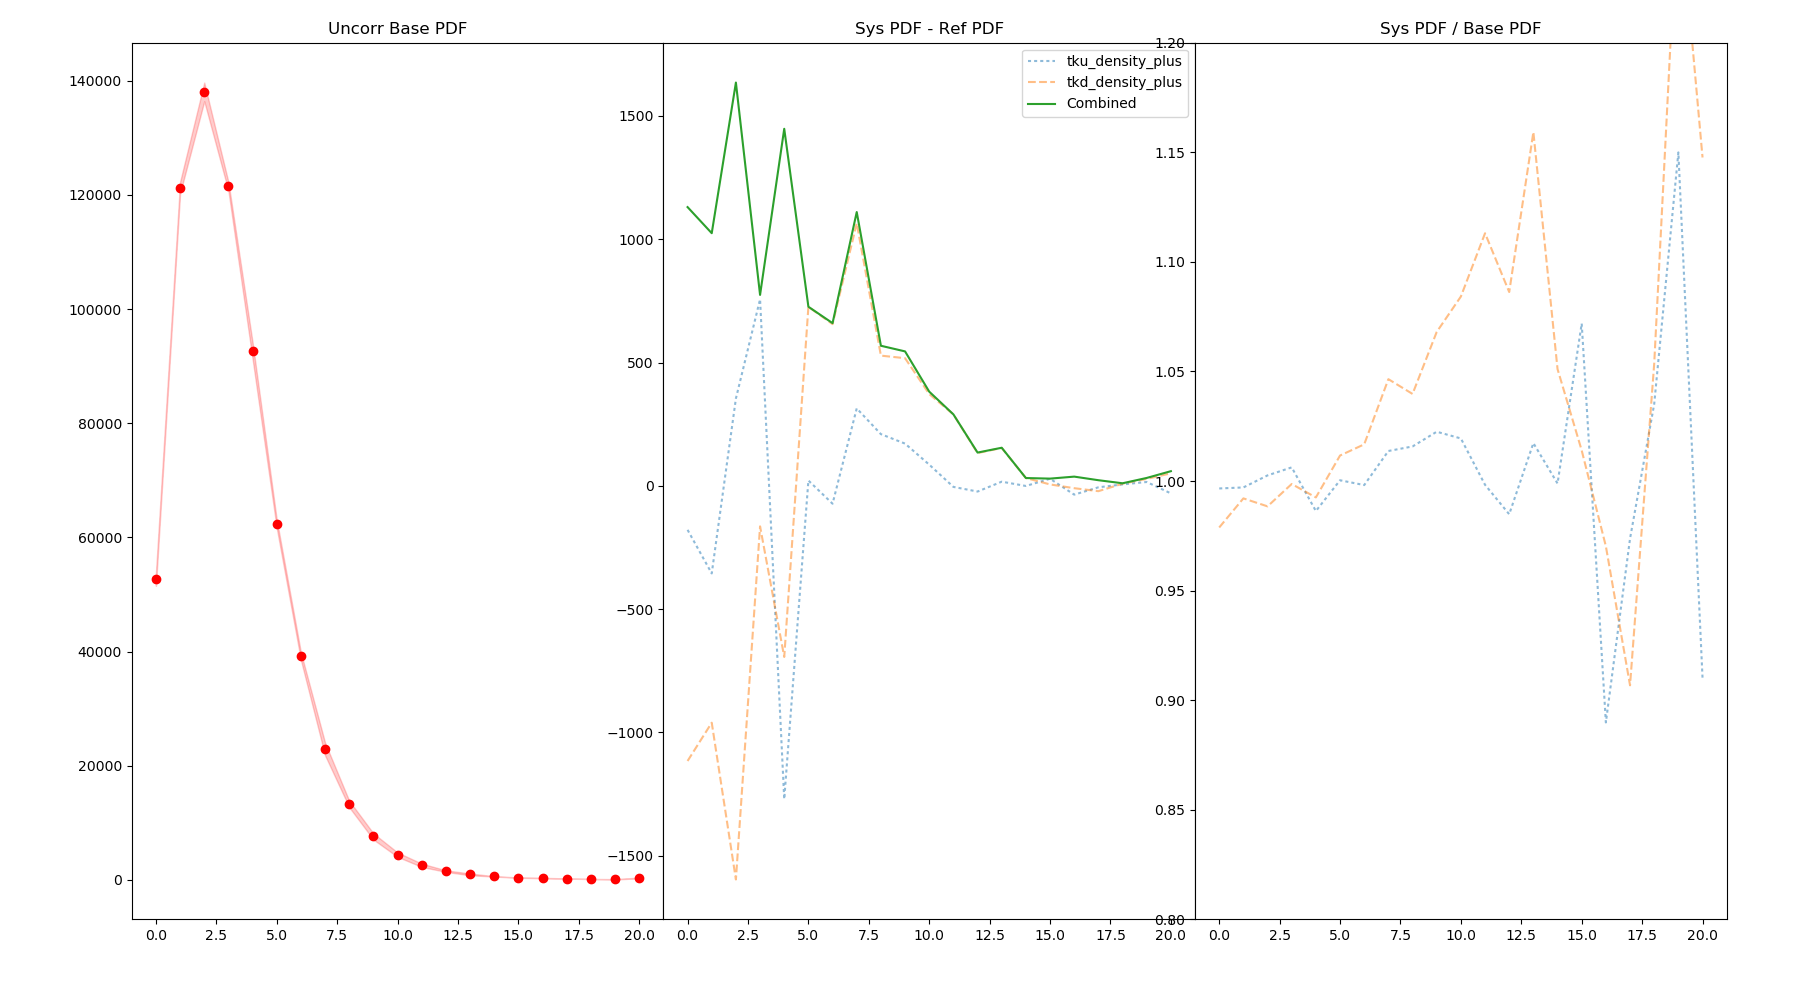 Uncorr Base PDF
Sys PDF - Ref PDF
Sys PDF / Base PDF
140000
120000
100000
80000
60000
40000
20000
0
0.0 2.5 5.0 7.5 10.0 12.5 15.0 17.5 20.0
tku_density_plus
tkd_density_plus
Combined
1500
1000
500
0
−500
−1000
−1500
0.0 2.5 5.0 7.5 10.0 12.5 15.0 17.5 20.0
1.20
1.15
1.10
1.05
1.00
0.95
0.90
0.85
0.80
0.0 2.5 5.0 7.5 10.0 12.5 15.0 17.5 20.0